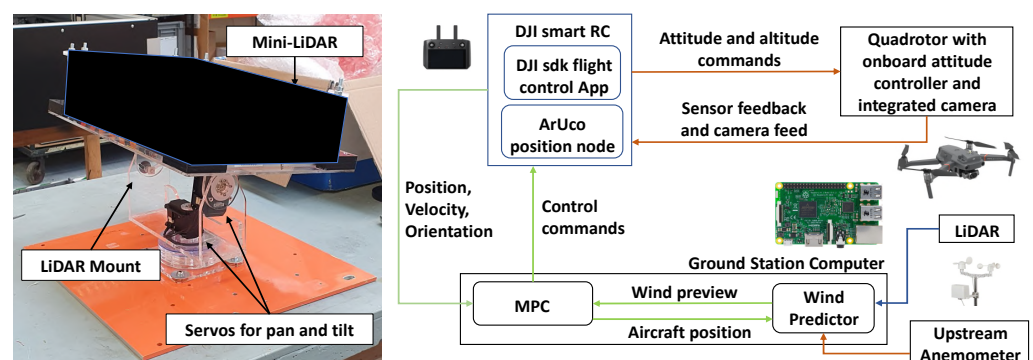 Mini-LiDAR
LiDAR Mount
Servos for pan and tilt
DJI smart RC
DJI sdk flight
control App
ArUco
position node
Attitude and altitude
commands
Sensor feedback
and camera feed
Quadrotor with
onboard attitude
controller and
integrated camera
Position,
Velocity,
Orientation
Control
commands
LiDAR
Ground Station Computer
MPC
Wind preview
Aircraft position
Wind
Predictor
Upstream
Anemometer